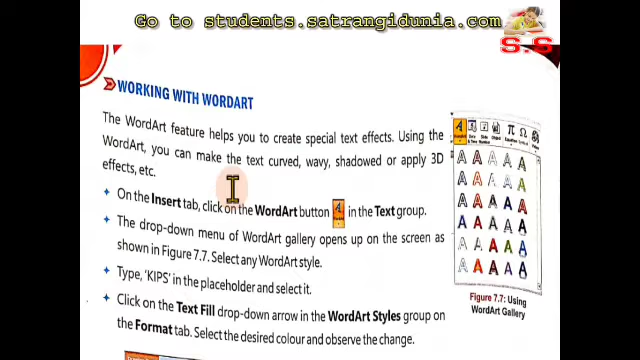 Go to students.satrangidunia.com
S.S
WORKING WITH WORDART
The WordArt feature helps you to create special text effects. Using the
WordArt, you can make the text curved, wavy, shadowed or apply 3D
effects, etc.
On the Insert tab, click on the WordArt button in the Text group.
The drop-down menu of WordArt gallery opens up on the screen as
shown in Figure 7.7. Select any WordArt style.
Type, ‘KIPS’ in the placeholder and select it.
Click on the Text Fill drop-down arrow in the WordArt Styles group on
the Format tab. Select the desired colour and observe the change.
Figure 7.7: Using
WordArt Gallery